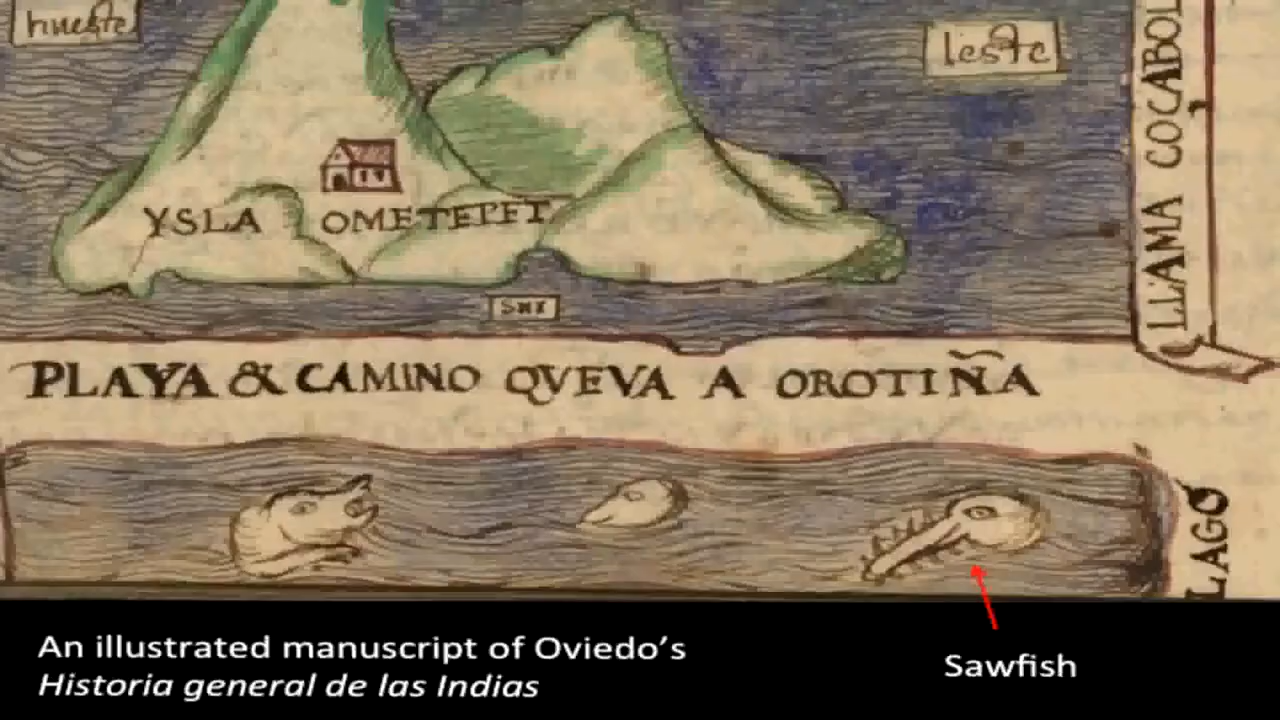 hueste
leste
YSLA OMETEPET
Sur
PLAYA & CAMINO QVEVA A OROTIÑA
LLAMA COCABOL
LAGO
An illustrated manuscript of Oviedo's
Historia general de las Indias
Sawfish